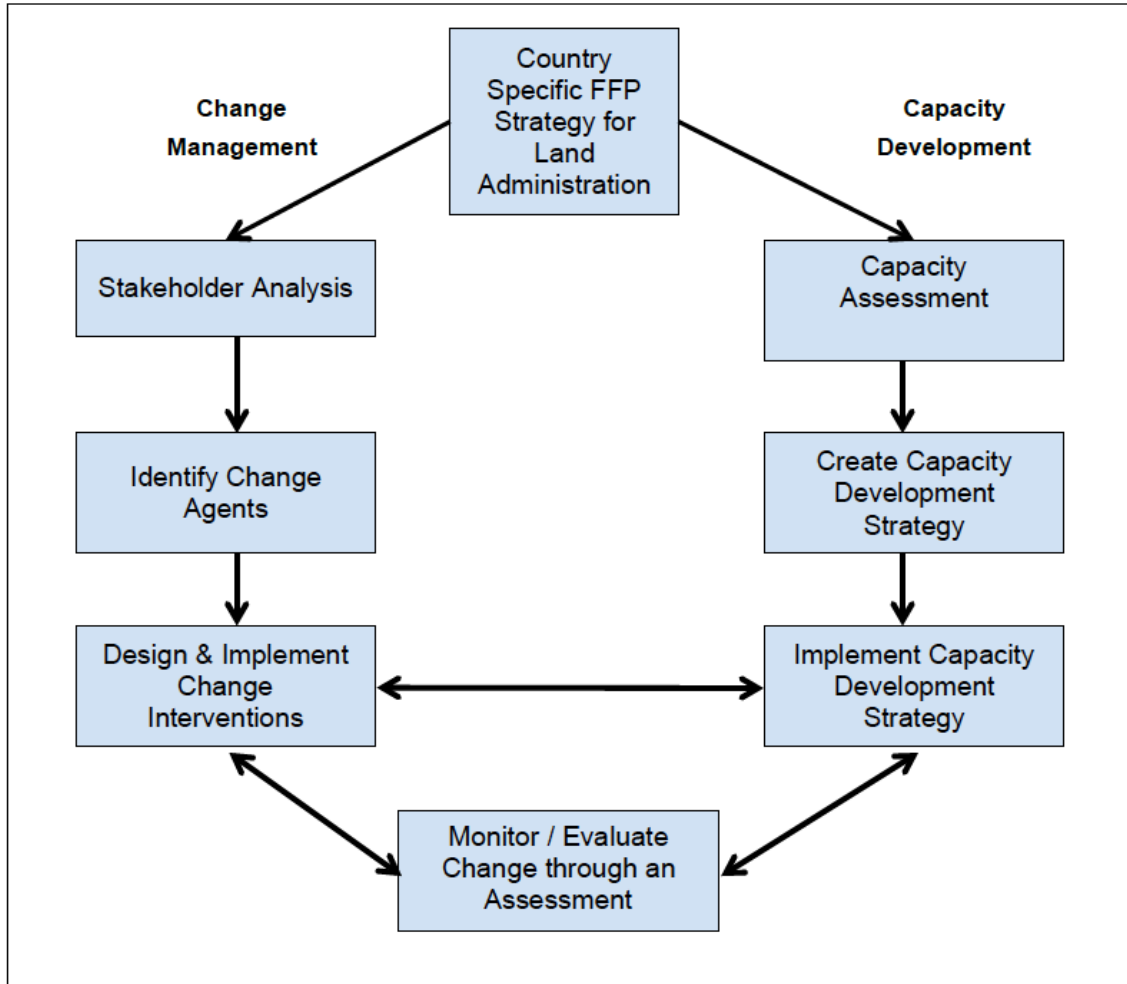 Country
Specific FFP
Strategy for
Land
Administration
Change
Management
Capacity
Development
Stakeholder Analysis
Capacity
Assessment
Identify Change
Agents
Create Capacity
Development
Strategy
Design & Implement
Change
Interventions
Implement Capacity
Development
Strategy
Monitor / Evaluate
Change through an
Assessment